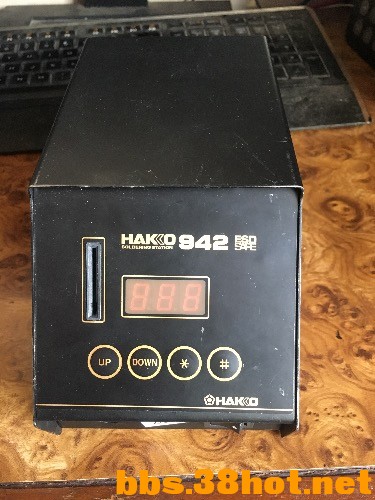 HAKKO 942 ESD SAFE
SOLDERING STATION
888
UP DOWN * #
HAKKO
bbs.38hot.net